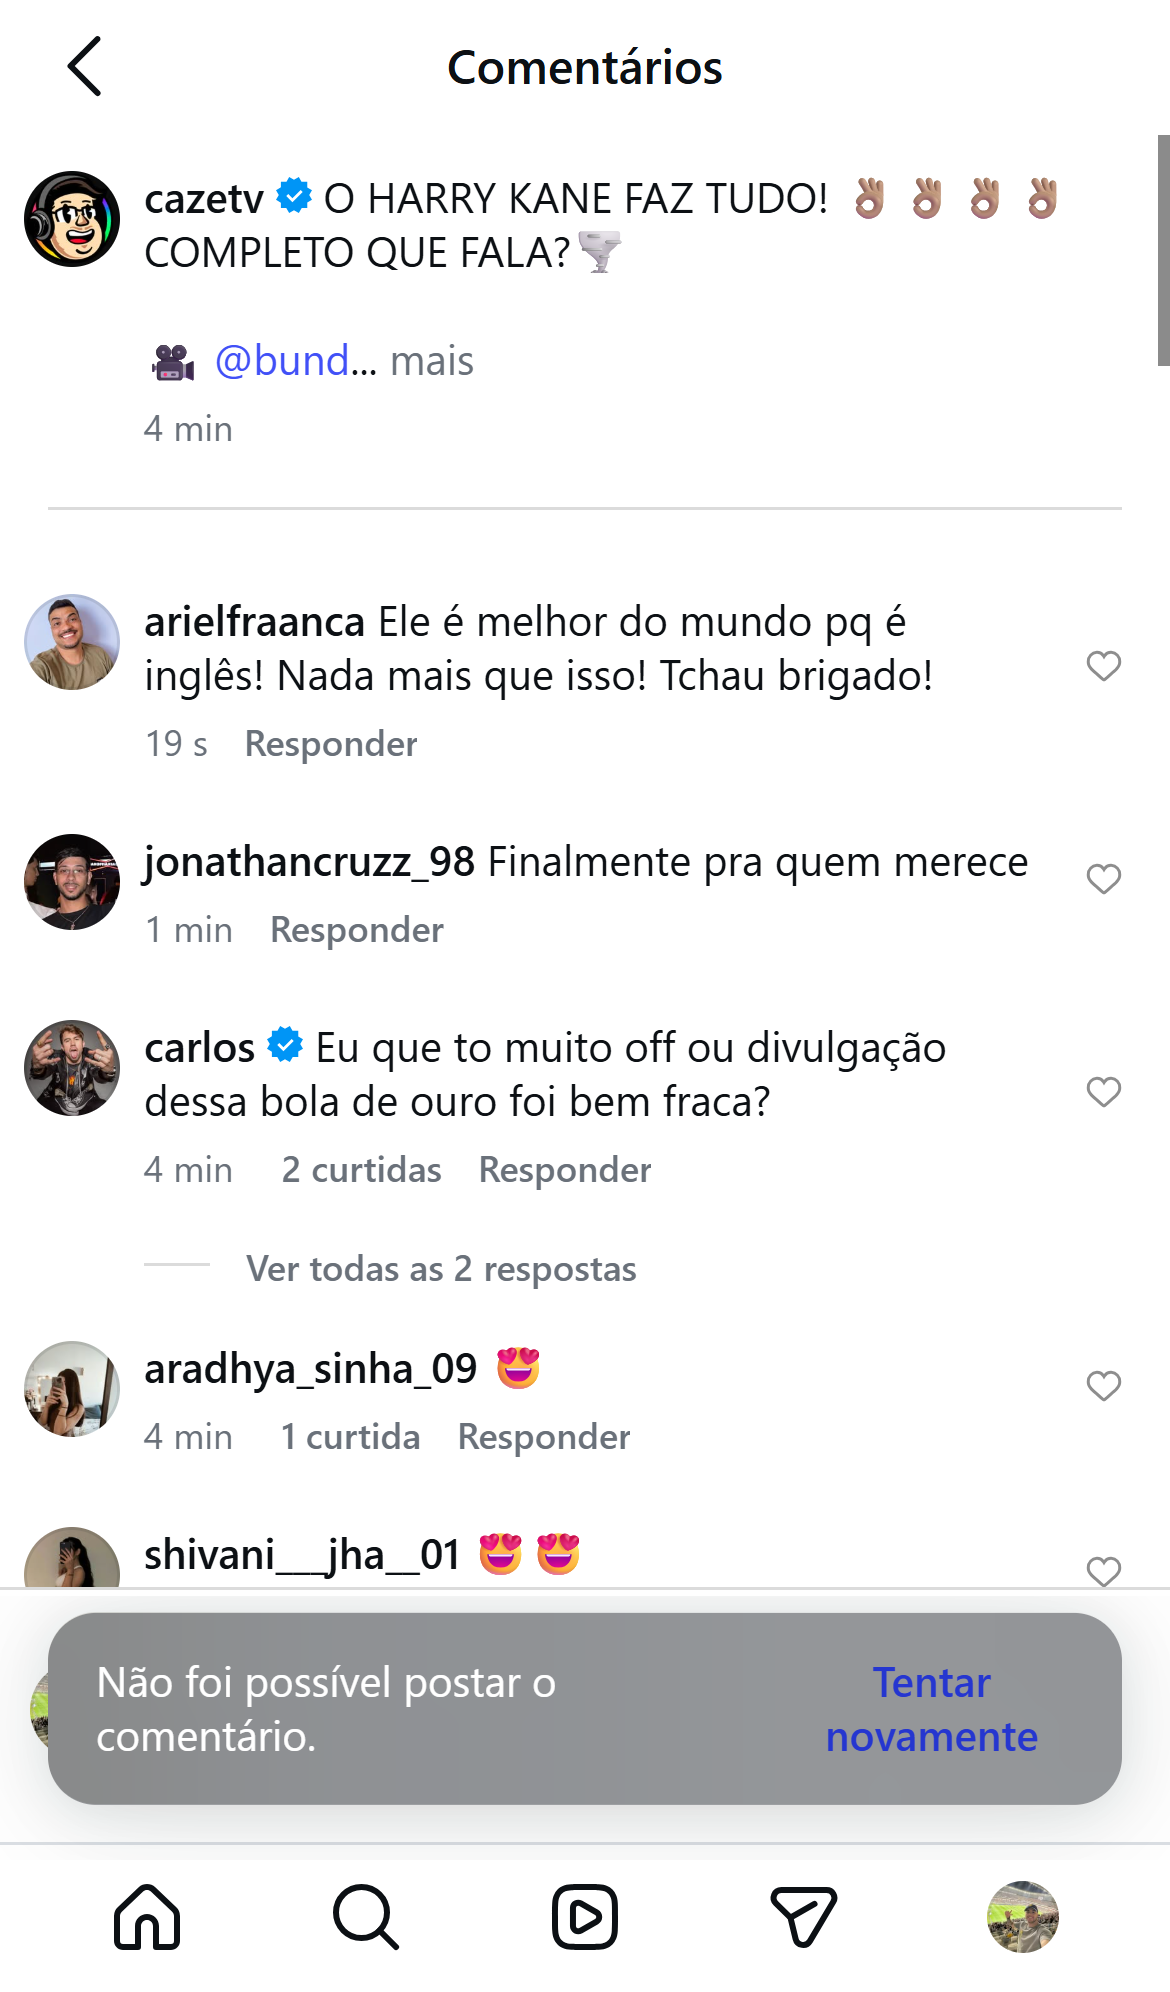 Comentários
cazetv O HARRY KANE FAZ TUDO! 👌🏽👌🏽👌🏽👌🏽
COMPLETO QUE FALA?🌪️
🎥 @bund... mais
4 min
arielfraanca Ele é melhor do mundo pq é
inglês! Nada mais que isso! Tchau brigado!
19 s Responder
jonathancruzz_98 Finalmente pra quem merece
1 min Responder
carlos Eu que to muito off ou divulgação
dessa bola de ouro foi bem fraca?
4 min 2 curtidas Responder
Ver todas as 2 respostas
aradhya_sinha_09 😍
4 min 1 curtida Responder
shivani___jha__01 😍😍
Não foi possível postar o
comentário.
Tentar
novamente